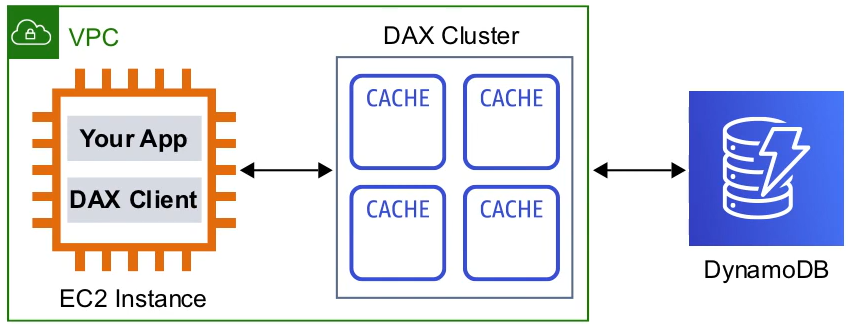 VPC
DAX Cluster
Your App
DAX Client
EC2 Instance
CACHE
CACHE
CACHE
CACHE
DynamoDB